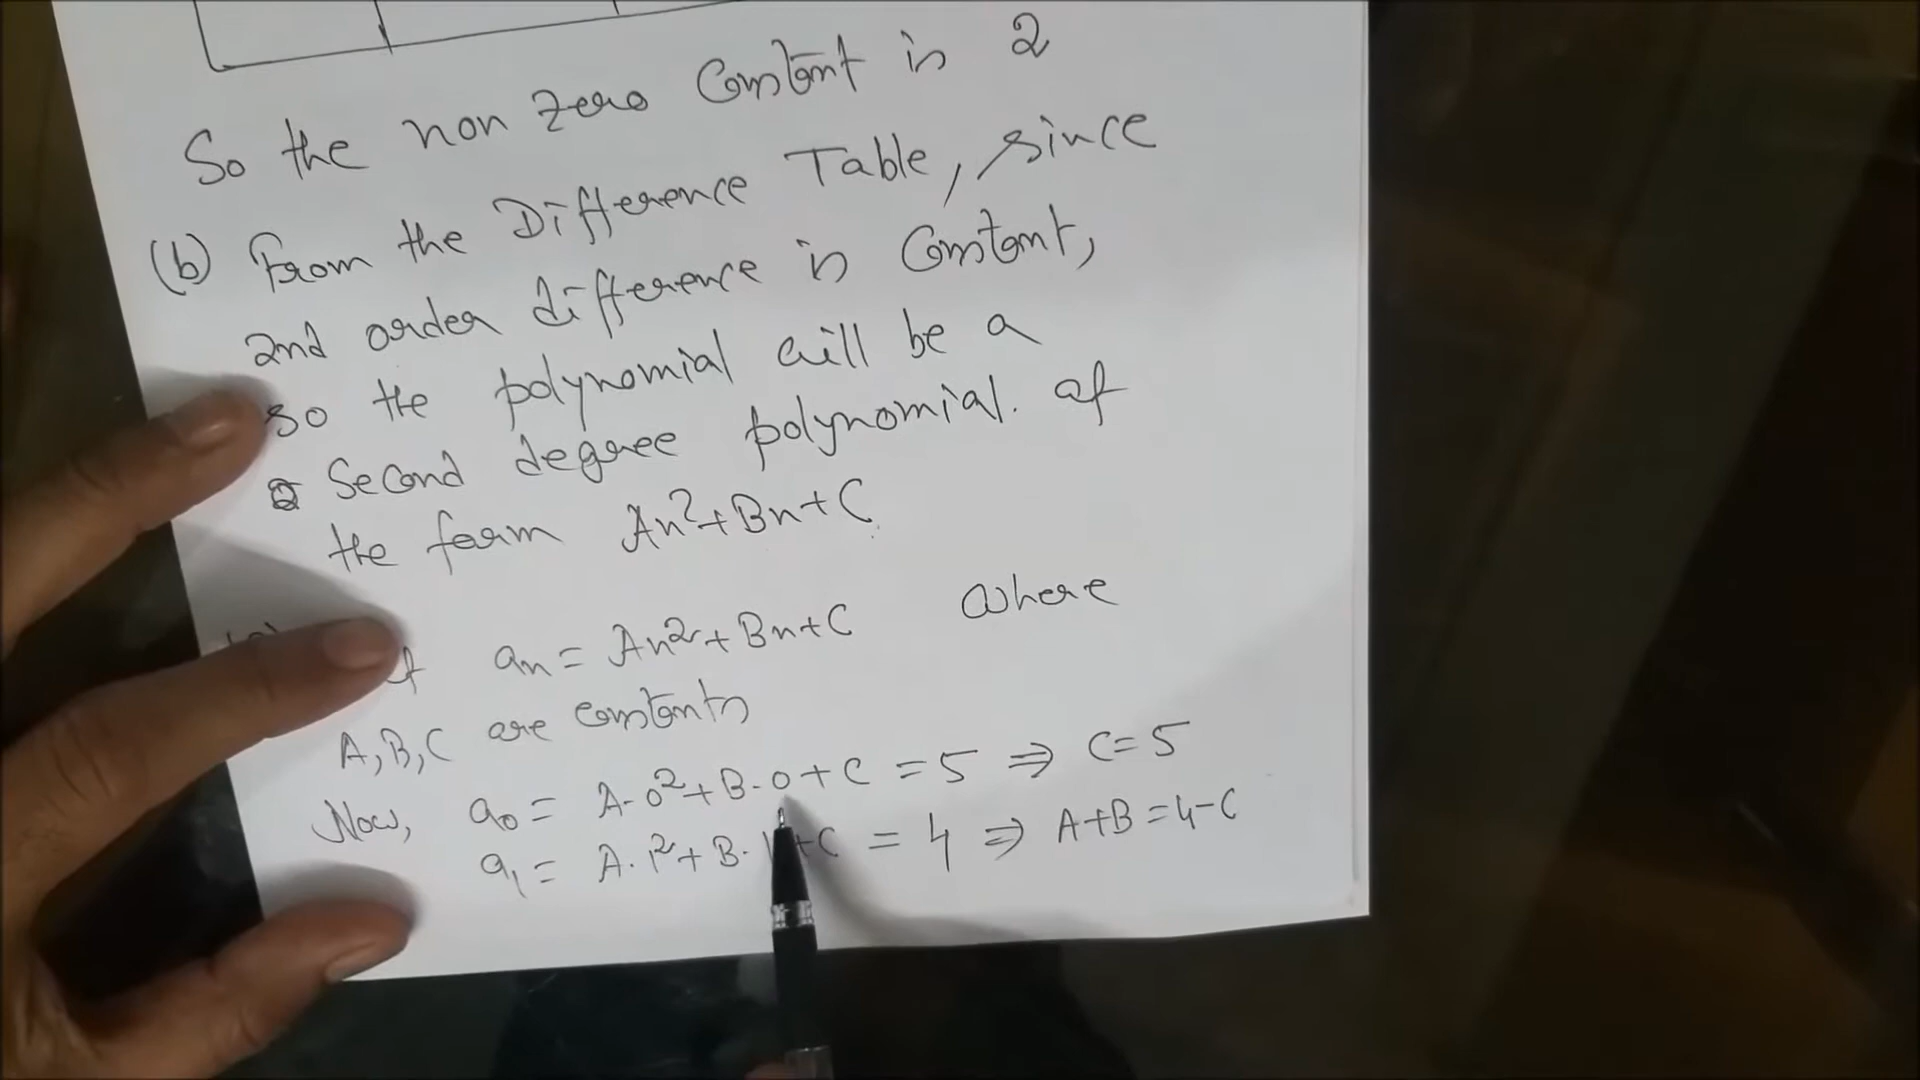 So the non zero Constant is 2
(b) From the Difference Table, since
2nd order difference is Constant,
so the polynomial will be a
Second degree polynomial. of
the form An²+Bn+C
If an = An²+Bn+C where
A,B,C are constants
Now, a₀ = A·0²+B·0+C = 5 ⇒ C=5
a₁ = A·1²+B·1+C = 4 ⇒ A+B=4-C